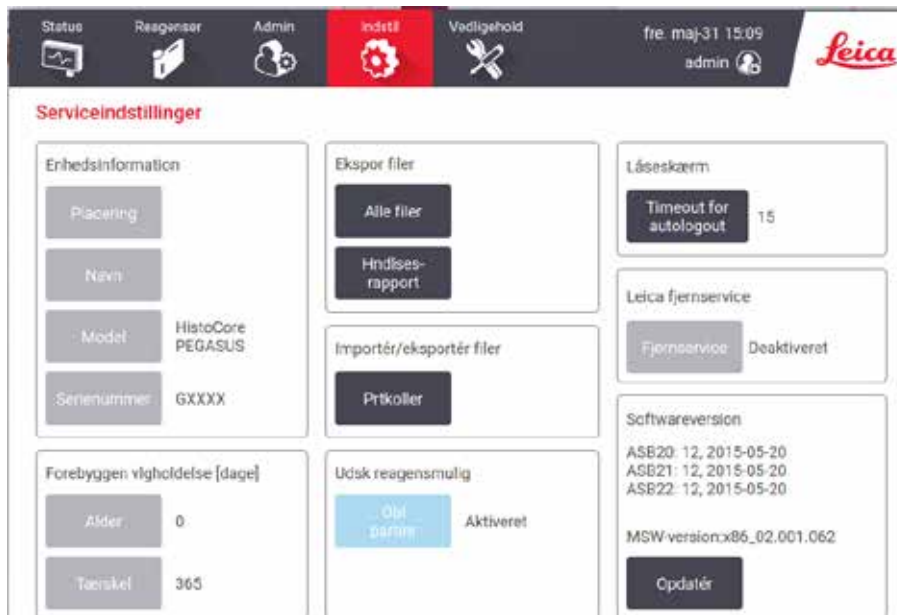 Status
Reagenser
Admin
Indstil
Vedligehold
fre. maj-31 15:09
admin
Leica
Serviceindstillinger
Enhedsinformation
Placering
Navn
Model
HistoCore
PEGASUS
Serienummer
GXXXX
Forebyggen vlgholdelse [dage]
Alder
0
Tærskel
365
Ekspor filer
Alle filer
Hndlses-
rapport
Importér/eksportér filer
Prtkoller
Udsk reagensmulig
Obl
Aktiveret
Låseskærm
Timeout for
autologout
15
Leica fjernservice
Fjernservice
Deaktiveret
Softwareversion
ASB20: 12, 2015-05-20
ASB21: 12, 2015-05-20
ASB22: 12, 2015-05-20
MSW-version:x86_02.001.062
Opdatér